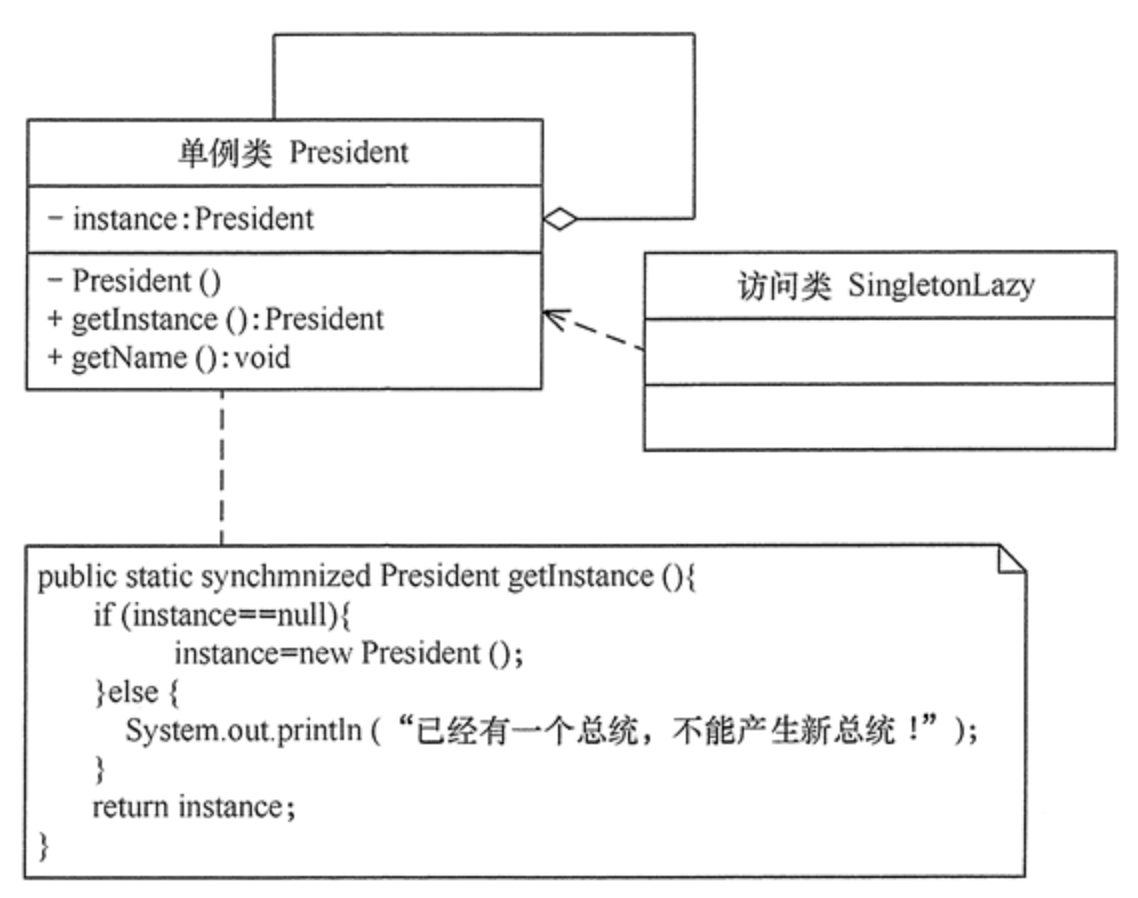 单例类 President
- instance:President
- President ()
+ getInstance ():President
+ getName ():void
访问类 SingletonLazy
public static synchmnized President getInstance (){
if (instance==null){
instance=new President ();
}else {
System.out.println (“已经有一个总统，不能产生新总统！”);
}
return instance;
}